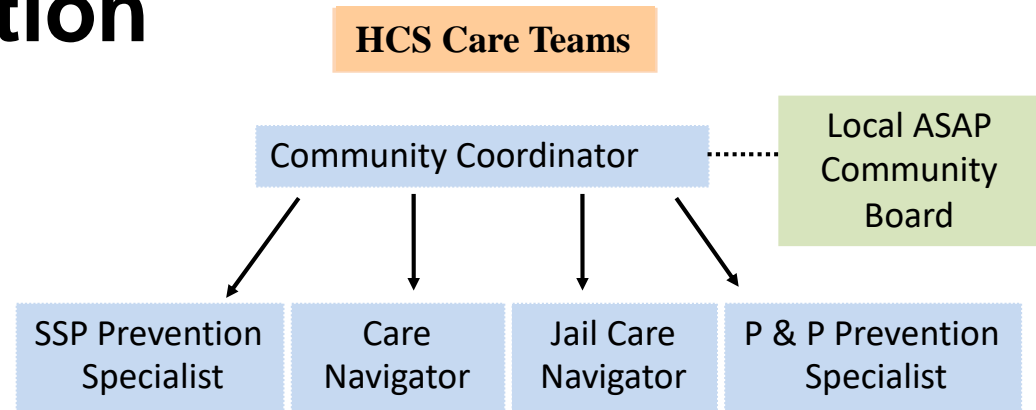 tion
HCS Care Teams
Community Coordinator
Local ASAP
Community
Board
SSP Prevention
Specialist
Care
Navigator
Jail Care
Navigator
P & P Prevention
Specialist